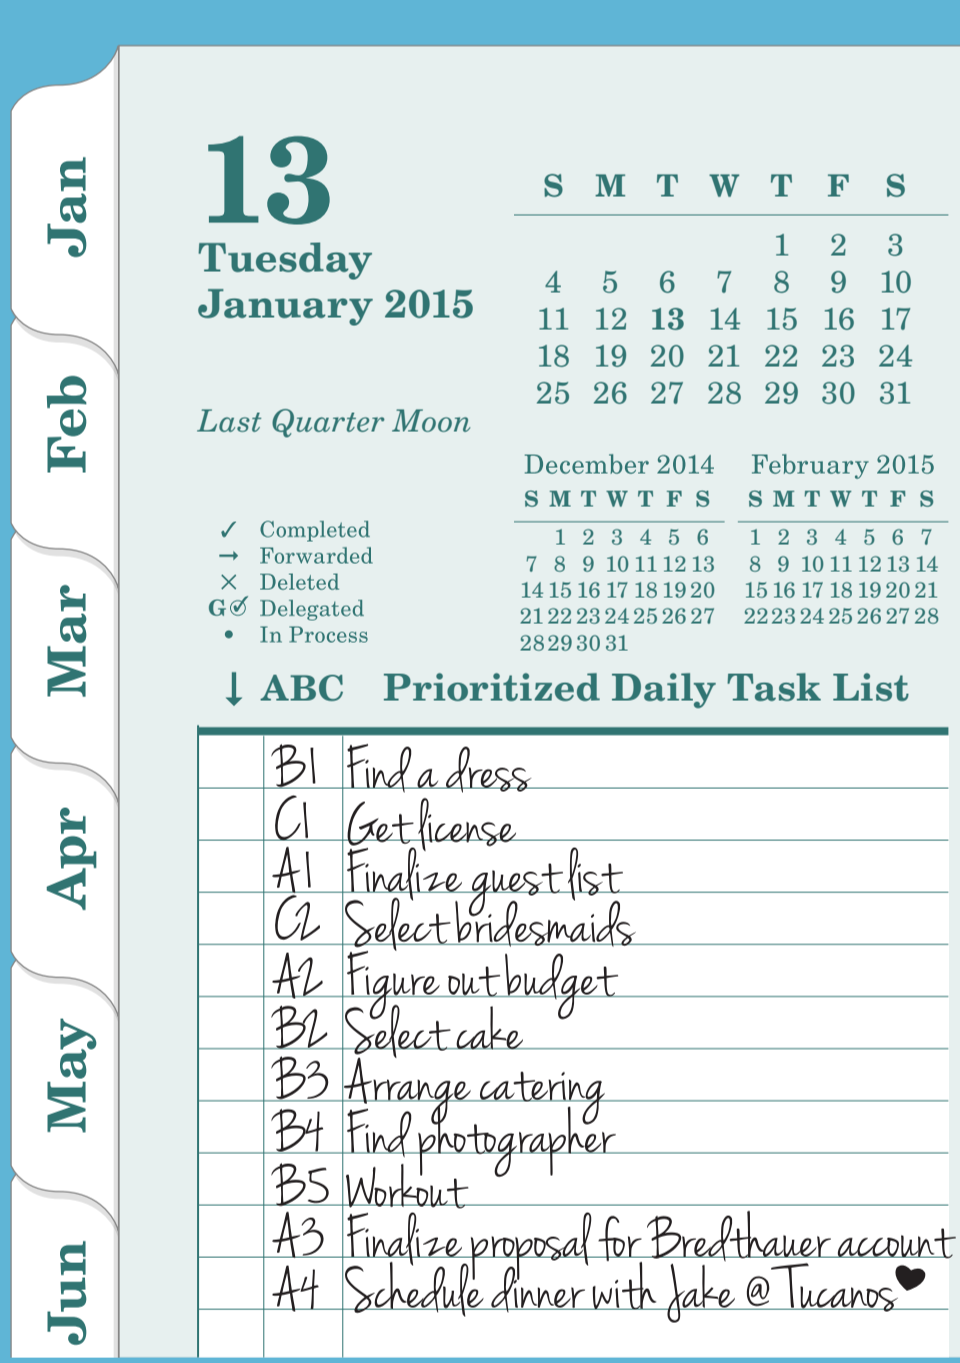 Jan
Feb
Mar
Apr
May
Jun
13
Tuesday
January 2015
Last Quarter Moon
S M T W T F S
1 2 3
4 5 6 7 8 9 10
11 12 13 14 15 16 17
18 19 20 21 22 23 24
25 26 27 28 29 30 31
December 2014
S M T W T F S
1 2 3 4 5 6
7 8 9 10 11 12 13
14 15 16 17 18 19 20
21 22 23 24 25 26 27
28 29 30 31
February 2015
S M T W T F S
1 2 3 4 5 6 7
8 9 10 11 12 13 14
15 16 17 18 19 20 21
22 23 24 25 26 27 28
✓ Completed
→ Forwarded
× Deleted
G✓ Delegated
• In Process
↓ ABC Prioritized Daily Task List
B1 Find a dress
C1 Get license
A1 Finalize guest list
C2 Select bridesmaids
A2 Figure out budget
B2 Select cake
B3 Arrange catering
B4 Find photographer
B5 Workout
A3 Finalize proposal for Bredthauer account
A4 Schedule dinner with Jake @ Tucanos♥